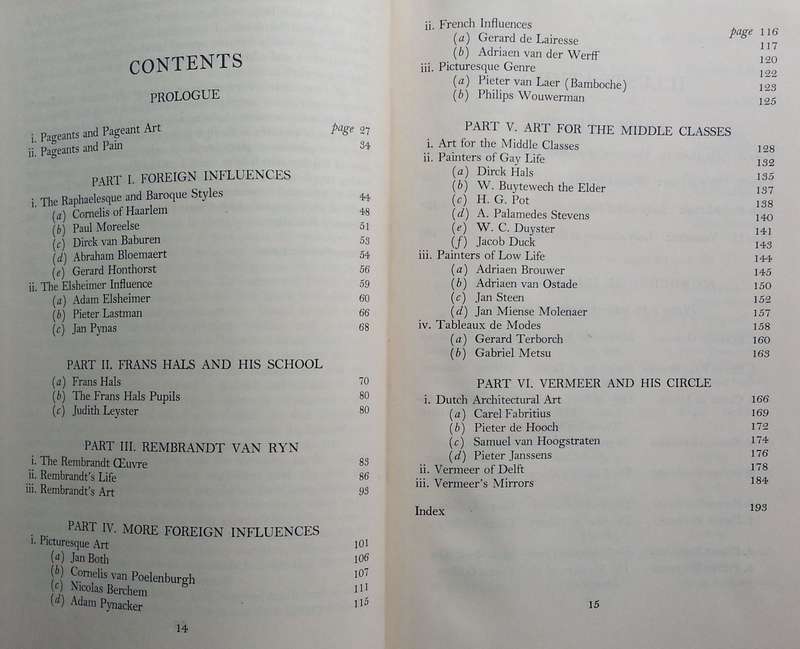 CONTENTS
PROLOGUE
i. Pageants and Pageant Art page 27
ii. Pageants and Pain 34
PART I. FOREIGN INFLUENCES
i. The Raphaelesque and Baroque Styles 44
(a) Cornelis of Haarlem 48
(b) Paul Moreelse 51
(c) Dirck van Baburen 53
(d) Abraham Bloemaert 54
(e) Gerard Honthorst 56
ii. The Elsheimer Influence 59
(a) Adam Elsheimer 60
(b) Pieter Lastman 66
(c) Jan Pynas 68
PART II. FRANS HALS AND HIS SCHOOL
(a) Frans Hals 70
(b) The Frans Hals Pupils 80
(c) Judith Leyster 80
PART III. REMBRANDT VAN RYN
i. The Rembrandt Œuvre 83
ii. Rembrandt's Life 86
iii. Rembrandt's Art 93
PART IV. MORE FOREIGN INFLUENCES
i. Picturesque Art 101
(a) Jan Both 106
(b) Cornelis van Poelenburgh 107
(c) Nicolas Berchem 111
(d) Adam Pynacker 115
14
ii. French Influences page 116
(a) Gerard de Lairesse 117
(b) Adriaen van der Werff 120
iii. Picturesque Genre 122
(a) Pieter van Laer (Bamboche) 123
(b) Philips Wouwerman 125
PART V. ART FOR THE MIDDLE CLASSES
i. Art for the Middle Classes 128
ii. Painters of Gay Life 132
(a) Dirck Hals 135
(b) W. Buytewech the Elder 137
(c) H. G. Pot 138
(d) A. Palamedes Stevens 140
(e) W. C. Duyster 141
(f) Jacob Duck 143
iii. Painters of Low Life 144
(a) Adriaen Brouwer 145
(b) Adriaen van Ostade 150
(c) Jan Steen 152
(d) Jan Miense Molenaer 157
iv. Tableaux de Modes 158
(a) Gerard Terborch 160
(b) Gabriel Metsu 163
PART VI. VERMEER AND HIS CIRCLE
i. Dutch Architectural Art 166
(a) Carel Fabritius 169
(b) Pieter de Hooch 172
(c) Samuel van Hoogstraten 174
(d) Pieter Janssens 176
ii. Vermeer of Delft 178
iii. Vermeer's Mirrors 184
Index 193
15